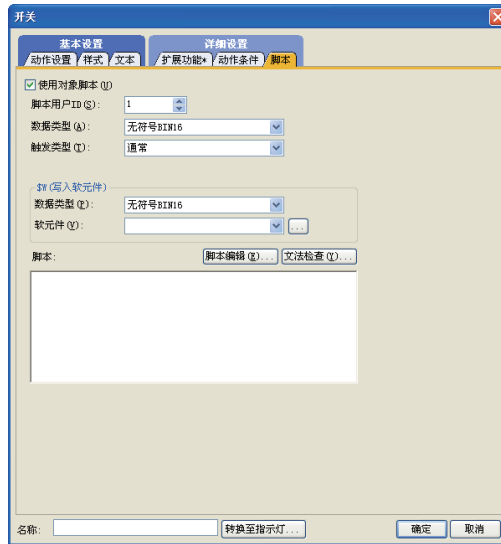 开关
基本设置 详细设置
动作设置 样式 文本 扩展功能* 动作条件 脚本
使用对象脚本(U)
脚本用户ID(S): 1
数据类型(A): 无符号BIN16
触发类型(T): 通常
$W(写入软元件)
数据类型(P): 无符号BIN16
软元件(V): ...
脚本: 脚本编辑(E)... 文法检查(Y)...
名称: 转换至指示灯... 确定 取消